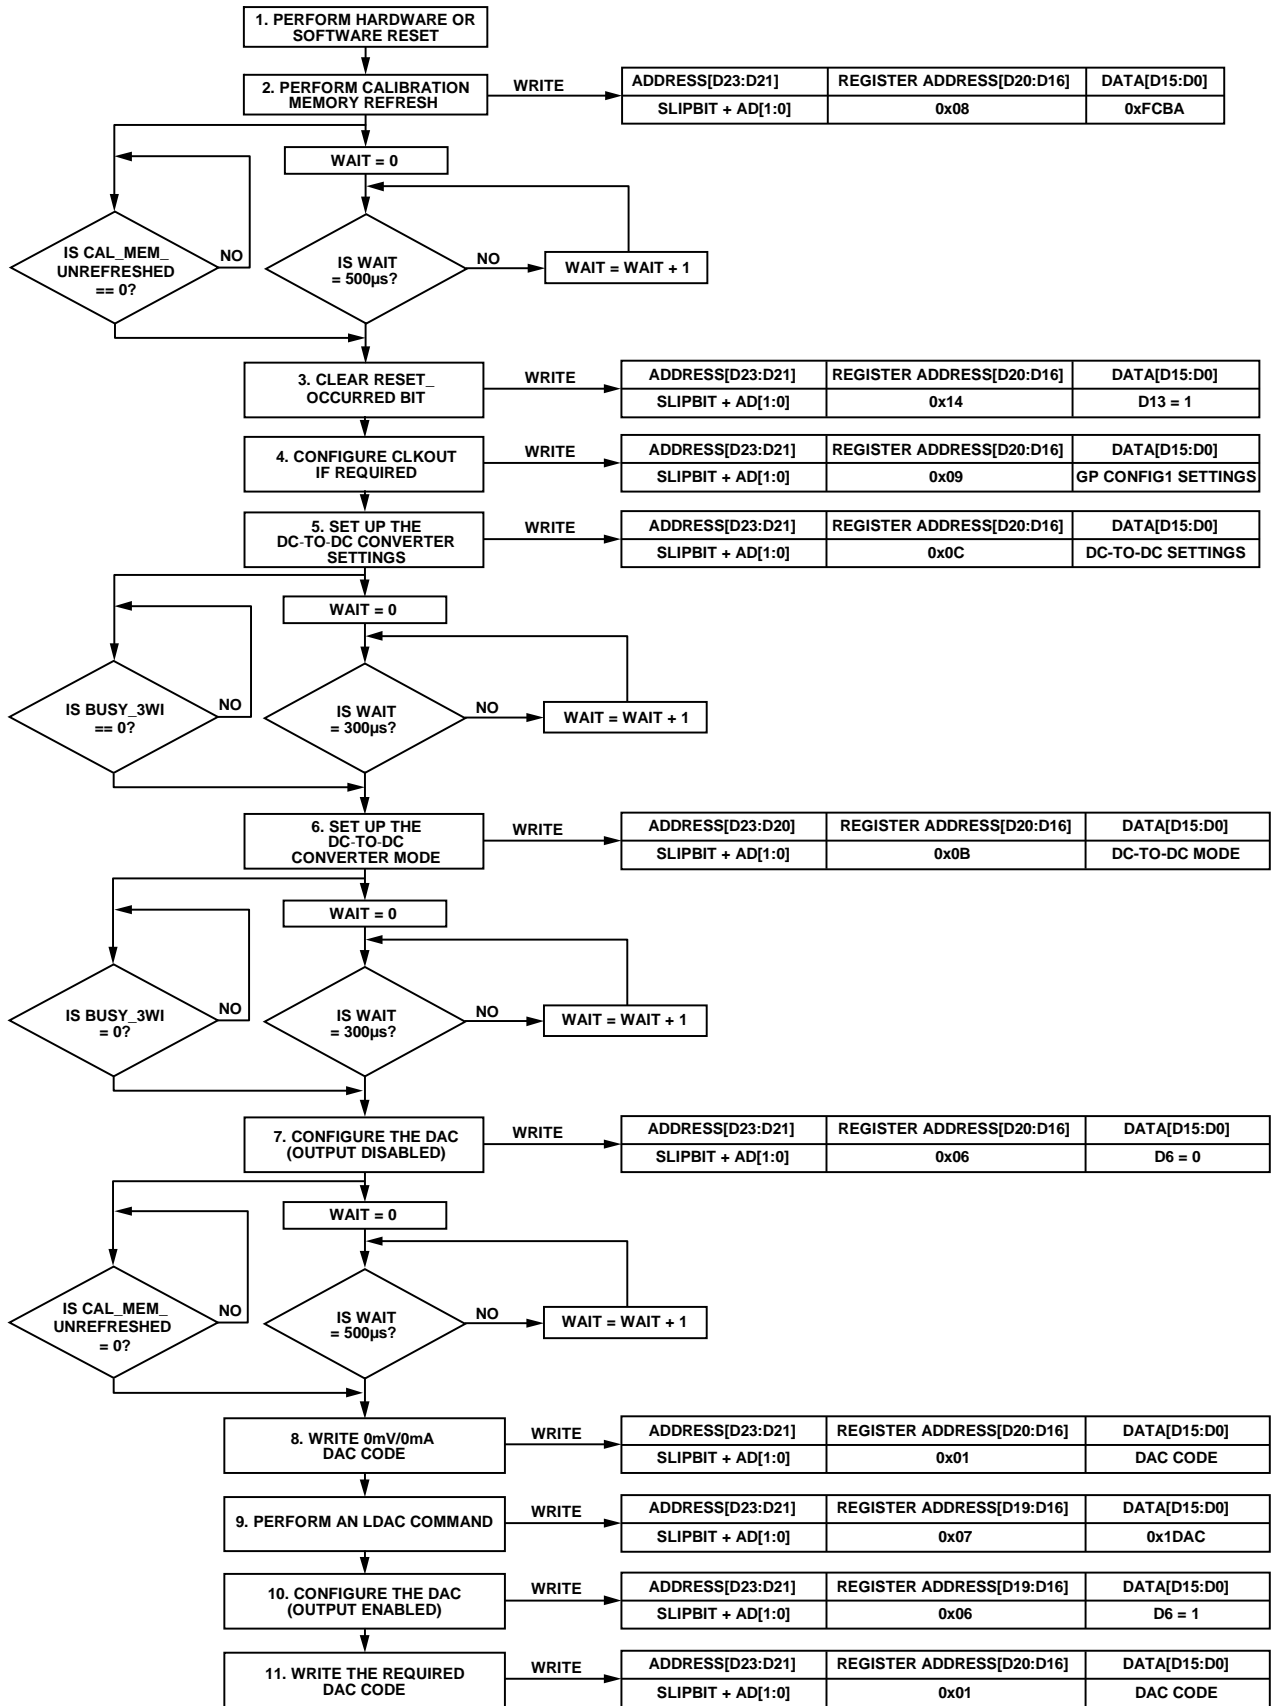 1. PERFORM HARDWARE OR
SOFTWARE RESET
2. PERFORM CALIBRATION
MEMORY REFRESH
WRITE
ADDRESS[D23:D21]
REGISTER ADDRESS[D20:D16]
DATA[D15:D0]
SLIPBIT + AD[1:0]
0x08
0xFCBA
WAIT = 0
IS CAL_MEM_
UNREFRESHED
== 0?
NO
IS WAIT
= 500µs?
NO
WAIT = WAIT + 1
3. CLEAR RESET_
OCCURRED BIT
WRITE
ADDRESS[D23:D21]
REGISTER ADDRESS[D20:D16]
DATA[D15:D0]
SLIPBIT + AD[1:0]
0x14
D13 = 1
4. CONFIGURE CLKOUT
IF REQUIRED
WRITE
ADDRESS[D23:D21]
REGISTER ADDRESS[D20:D16]
DATA[D15:D0]
SLIPBIT + AD[1:0]
0x09
GP CONFIG1 SETTINGS
5. SET UP THE
DC-TO-DC CONVERTER
SETTINGS
WRITE
ADDRESS[D23:D21]
REGISTER ADDRESS[D20:D16]
DATA[D15:D0]
SLIPBIT + AD[1:0]
0x0C
DC-TO-DC SETTINGS
WAIT = 0
IS BUSY_3WI
== 0?
NO
IS WAIT
= 300µs?
NO
WAIT = WAIT + 1
6. SET UP THE
DC-TO-DC
CONVERTER MODE
WRITE
ADDRESS[D23:D20]
REGISTER ADDRESS[D20:D16]
DATA[D15:D0]
SLIPBIT + AD[1:0]
0x0B
DC-TO-DC MODE
WAIT = 0
IS BUSY_3WI
= 0?
NO
IS WAIT
= 300µs?
NO
WAIT = WAIT + 1
7. CONFIGURE THE DAC
(OUTPUT DISABLED)
WRITE
ADDRESS[D23:D21]
REGISTER ADDRESS[D20:D16]
DATA[D15:D0]
SLIPBIT + AD[1:0]
0x06
D6 = 0
WAIT = 0
IS CAL_MEM_
UNREFRESHED
= 0?
NO
IS WAIT
= 500µs?
NO
WAIT = WAIT + 1
8. WRITE 0mV/0mA
DAC CODE
WRITE
ADDRESS[D23:D21]
REGISTER ADDRESS[D20:D16]
DATA[D15:D0]
SLIPBIT + AD[1:0]
0x01
DAC CODE
9. PERFORM AN LDAC COMMAND
WRITE
ADDRESS[D23:D21]
REGISTER ADDRESS[D19:D16]
DATA[D15:D0]
SLIPBIT + AD[1:0]
0x07
0x1DAC
10. CONFIGURE THE DAC
(OUTPUT ENABLED)
WRITE
ADDRESS[D23:D21]
REGISTER ADDRESS[D19:D16]
DATA[D15:D0]
SLIPBIT + AD[1:0]
0x06
D6 = 1
11. WRITE THE REQUIRED
DAC CODE
WRITE
ADDRESS[D23:D21]
REGISTER ADDRESS[D20:D16]
DATA[D15:D0]
SLIPBIT + AD[1:0]
0x01
DAC CODE